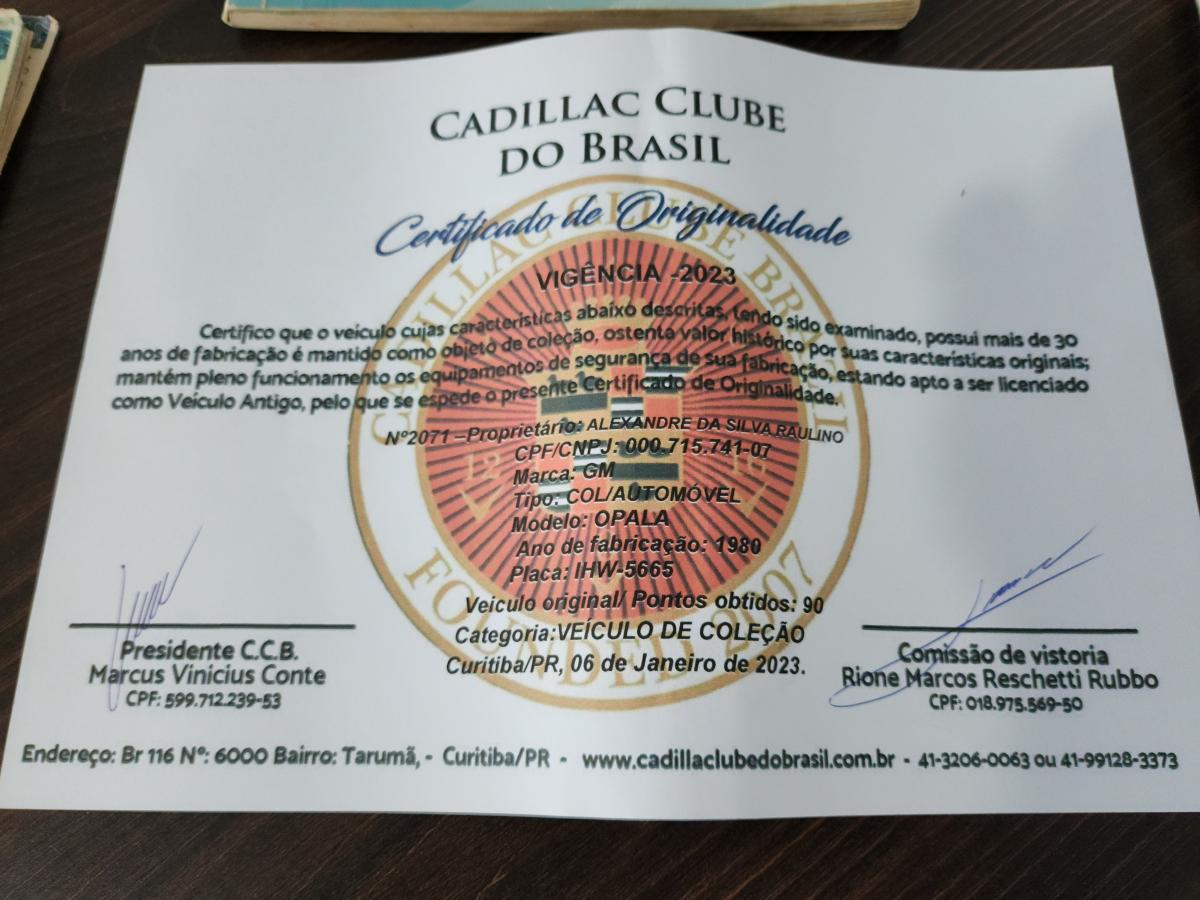 CADILLAC CLUBE
DO BRASIL
Certificado de Originalidade
VIGÊNCIA -2023
Certifico que o veículo cujas características abaixo descritas, tendo sido examinado, possui mais de 30
anos de fabricação é mantido como objeto de coleção, ostenta valor histórico por suas características originais;
mantém pleno funcionamento os equipamentos de segurança de sua fabricação, estando apto a ser licenciado
como Veículo Antigo, pelo que se espede o presente Certificado de Originalidade.
Nº2071 –Proprietário: ALEXANDRE DA SILVA RAULINO
CPF/CNPJ: 000.715.741-07
Marca: GM
Tipo: COL/AUTOMÓVEL
Modelo: OPALA
Ano de fabricação: 1980
Placa: IHW-5665
Veiculo original/ Pontos obtidos: 90
Categoria:VEÍCULO DE COLEÇÃO
Curitiba/PR, 06 de Janeiro de 2023.
CADILLAC CLUBE BRAZIL
FOUNDED 2007
Presidente C.C.B.
Marcus Vinicius Conte
CPF: 599.712.239-53
Comissão de vistoria
Rione Marcos Reschetti Rubbo
CPF: 018.975.569-50
Endereço: Br 116 Nº: 6000 Bairro: Tarumã, - Curitiba/PR - www.cadillaclubedobrasil.com.br - 41-3206-0063 ou 41-99128-3373